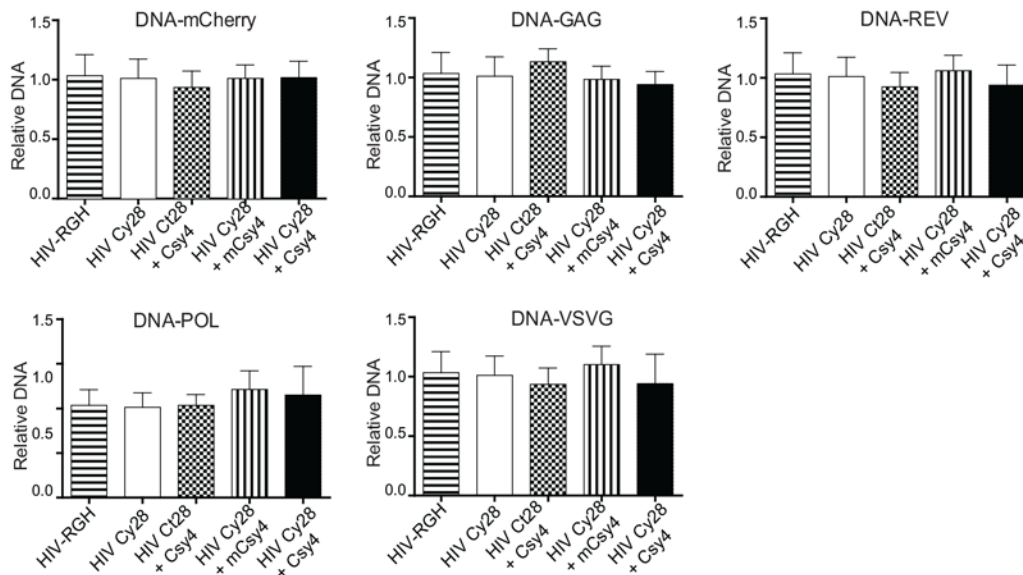 DNA-mCherry
Relative DNA
1.5
1.0
0.5
0.0
HIV-RGH
HIV Cy28
HIV Ct28
+ Csy4
HIV Cy28
+ mCsy4
HIV Cy28
+ Csy4
DNA-GAG
Relative DNA
1.5
1.0
0.5
0.0
HIV-RGH
HIV Cy28
HIV Ct28
+ Csy4
HIV Cy28
+ mCsy4
HIV Cy28
+ Csy4
DNA-REV
Relative DNA
1.5
1.0
0.5
0.0
HIV-RGH
HIV Cy28
HIV Ct28
+ Csy4
HIV Cy28
+ mCsy4
HIV Cy28
+ Csy4
DNA-POL
Relative DNA
1.5
1.0
0.5
0.0
HIV-RGH
HIV Cy28
HIV Ct28
+ Csy4
HIV Cy28
+ mCsy4
HIV Cy28
+ Csy4
DNA-VSVG
Relative DNA
1.5
1.0
0.5
0.0
HIV-RGH
HIV Cy28
HIV Ct28
+ Csy4
HIV Cy28
+ mCsy4
HIV Cy28
+ Csy4